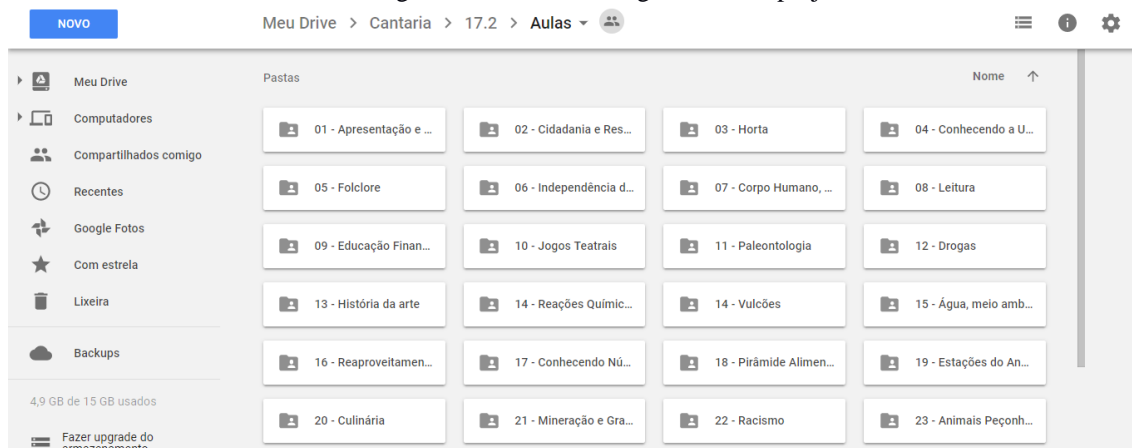 NOVO
Meu Drive > Cantaria > 17.2 > Aulas
Meu Drive
Computadores
Compartilhados comigo
Recentes
Google Fotos
Com estrela
Lixeira
Backups
4,9 GB de 15 GB usados
Fazer upgrade do
Pastas
Nome
01 - Apresentação e ...
02 - Cidadania e Res...
03 - Horta
04 - Conhecendo a U...
05 - Folclore
06 - Independência d...
07 - Corpo Humano, ...
08 - Leitura
09 - Educação Finan...
10 - Jogos Teatrais
11 - Paleontologia
12 - Drogas
13 - História da arte
14 - Reações Químic...
14 - Vulcões
15 - Água, meio amb...
16 - Reaproveitamen...
17 - Conhecendo Nú...
18 - Pirâmide Alimen...
19 - Estações do An...
20 - Culinária
21 - Mineração e Gra...
22 - Racismo
23 - Animais Peçonh...